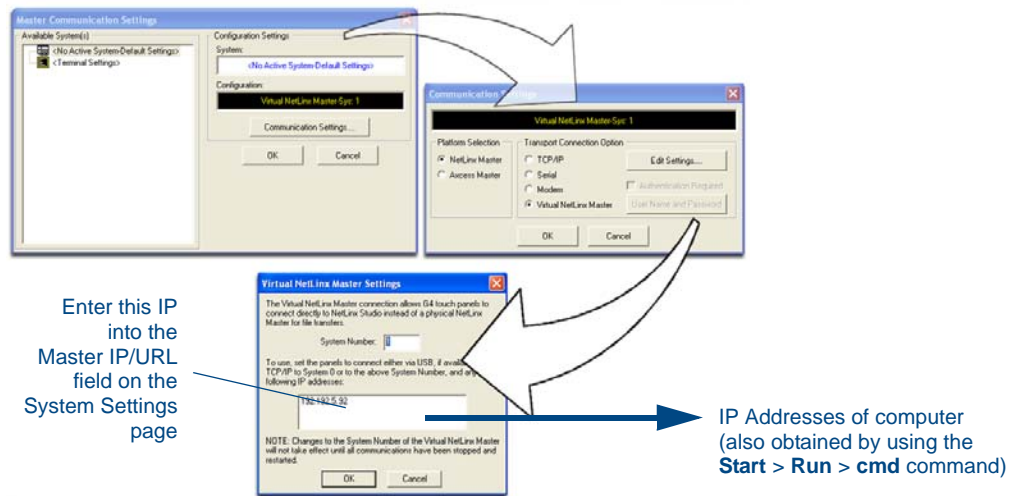 Master Communication Settings
Available System(s)
<No Active System-Default Settings>
<Terminal Settings>
Configuration Settings
System:
<No Active System-Default Settings>
Configuration:
Virtual NetLinx Master-Sys: 1
Communication Settings...
OK
Cancel
Communication
Virtual NetLinx Master-Sys: 1
Platform Selection
NetLinx Master
Axcess Master
Transport Connection Option
TCP/IP
Serial
Modem
Virtual NetLinx Master
Edit Settings...
Authentication Required
User Name and Password
OK
Cancel
Virtual NetLinx Master Settings
The Virtual NetLinx Master connection allows G4 touch panels to
connect directly to NetLinx Studio instead of a physical NetLinx
Master for file transfers.
System Number:
To use, set the panels to connect either via USB, if
TCP/IP to System 0 or to the above System Number, and
following IP addresses:
132.192.5.92
NOTE: Changes to the System Number of the Virtual NetLinx Master
will not take effect until all communications have been stopped and
restarted.
OK
Cancel
Enter this IP
into the
Master IP/URL
field on the
System Settings
page
IP Addresses of computer
(also obtained by using the
Start > Run > cmd command)